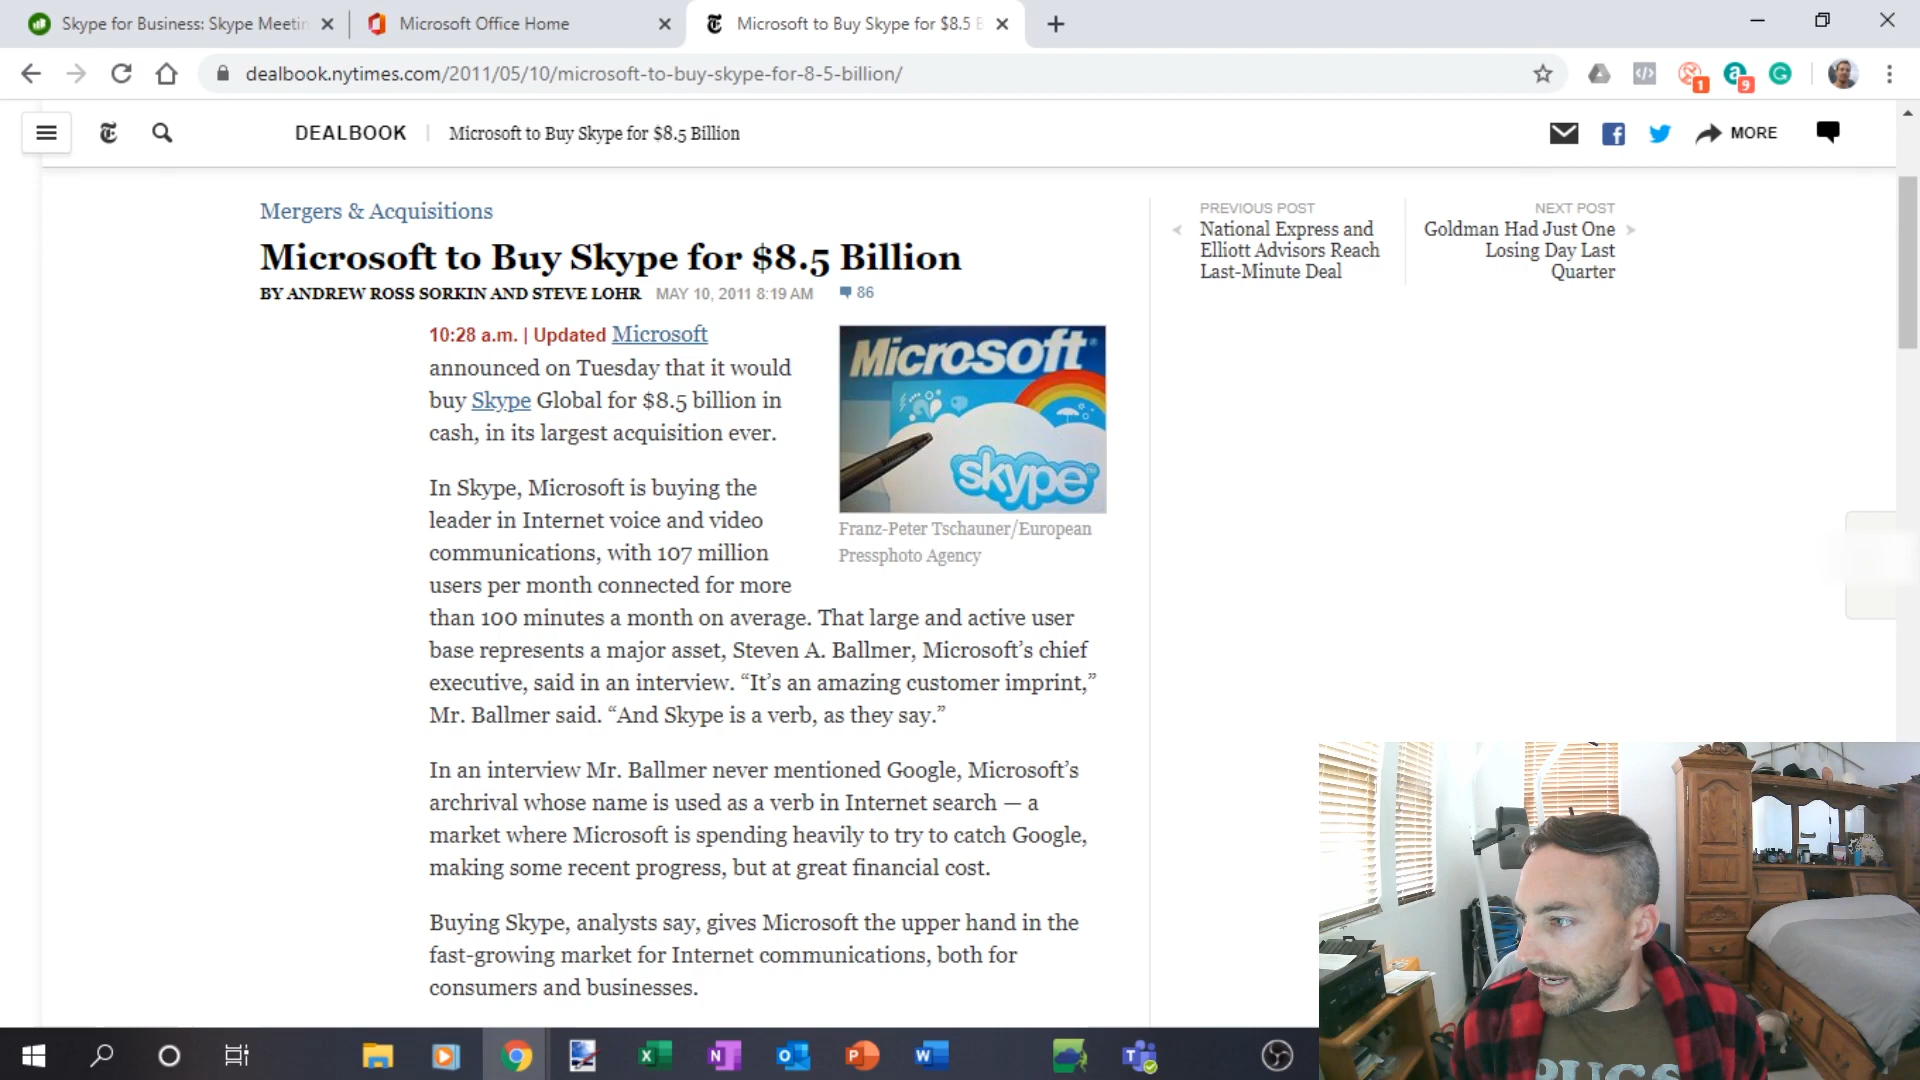 Skype for Business: Skype Meetin
Microsoft Office Home
Microsoft to Buy Skype for $8.5 B
dealbook.nytimes.com/2011/05/10/microsoft-to-buy-skype-for-8-5-billion/
1
9
DEALBOOK | Microsoft to Buy Skype for $8.5 Billion
MORE
Mergers & Acquisitions
Microsoft to Buy Skype for $8.5 Billion
BY ANDREW ROSS SORKIN AND STEVE LOHR MAY 10, 2011 8:19 AM 86
PREVIOUS POST
National Express and
Elliott Advisors Reach
Last-Minute Deal
NEXT POST
Goldman Had Just One
Losing Day Last
Quarter
10:28 a.m. | Updated Microsoft
announced on Tuesday that it would
buy Skype Global for $8.5 billion in
cash, in its largest acquisition ever.
Microsoft
skype
Franz-Peter Tschauner/European
Pressphoto Agency
In Skype, Microsoft is buying the
leader in Internet voice and video
communications, with 107 million
users per month connected for more
than 100 minutes a month on average. That large and active user
base represents a major asset, Steven A. Ballmer, Microsoft’s chief
executive, said in an interview. “It’s an amazing customer imprint,”
Mr. Ballmer said. “And Skype is a verb, as they say.”
In an interview Mr. Ballmer never mentioned Google, Microsoft’s
archrival whose name is used as a verb in Internet search — a
market where Microsoft is spending heavily to try to catch Google,
making some recent progress, but at great financial cost.
Buying Skype, analysts say, gives Microsoft the upper hand in the
fast-growing market for Internet communications, both for
consumers and businesses.
PUGS